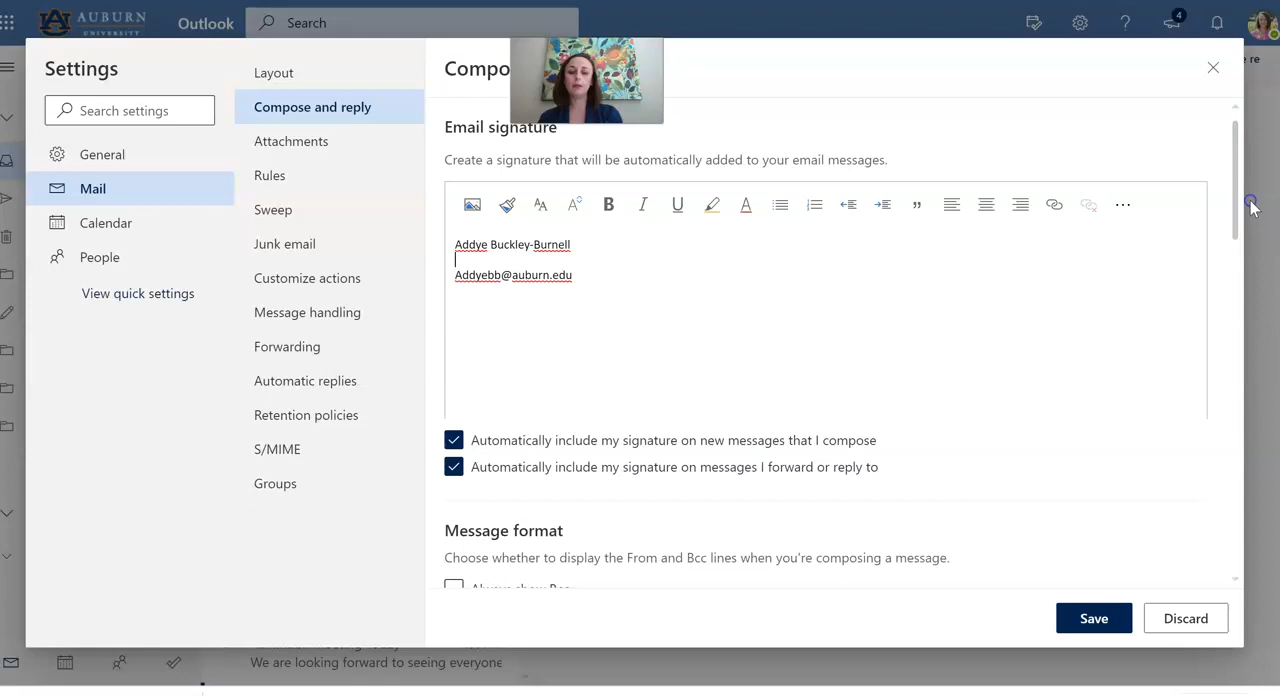 AUBURN
UNIVERSITY
Outlook
Search
4
Settings
Search settings
General
Mail
Calendar
People
View quick settings
Layout
Compose and reply
Attachments
Rules
Sweep
Junk email
Customize actions
Message handling
Forwarding
Automatic replies
Retention policies
S/MIME
Groups
Compo
Email signature
Create a signature that will be automatically added to your email messages.
Addye Buckley-Burnell
Addyebb@auburn.edu
Automatically include my signature on new messages that I compose
Automatically include my signature on messages I forward or reply to
Message format
Choose whether to display the From and Bcc lines when you're composing a message.
Always show Bcc
Save
Discard
We are looking forward to seeing everyone